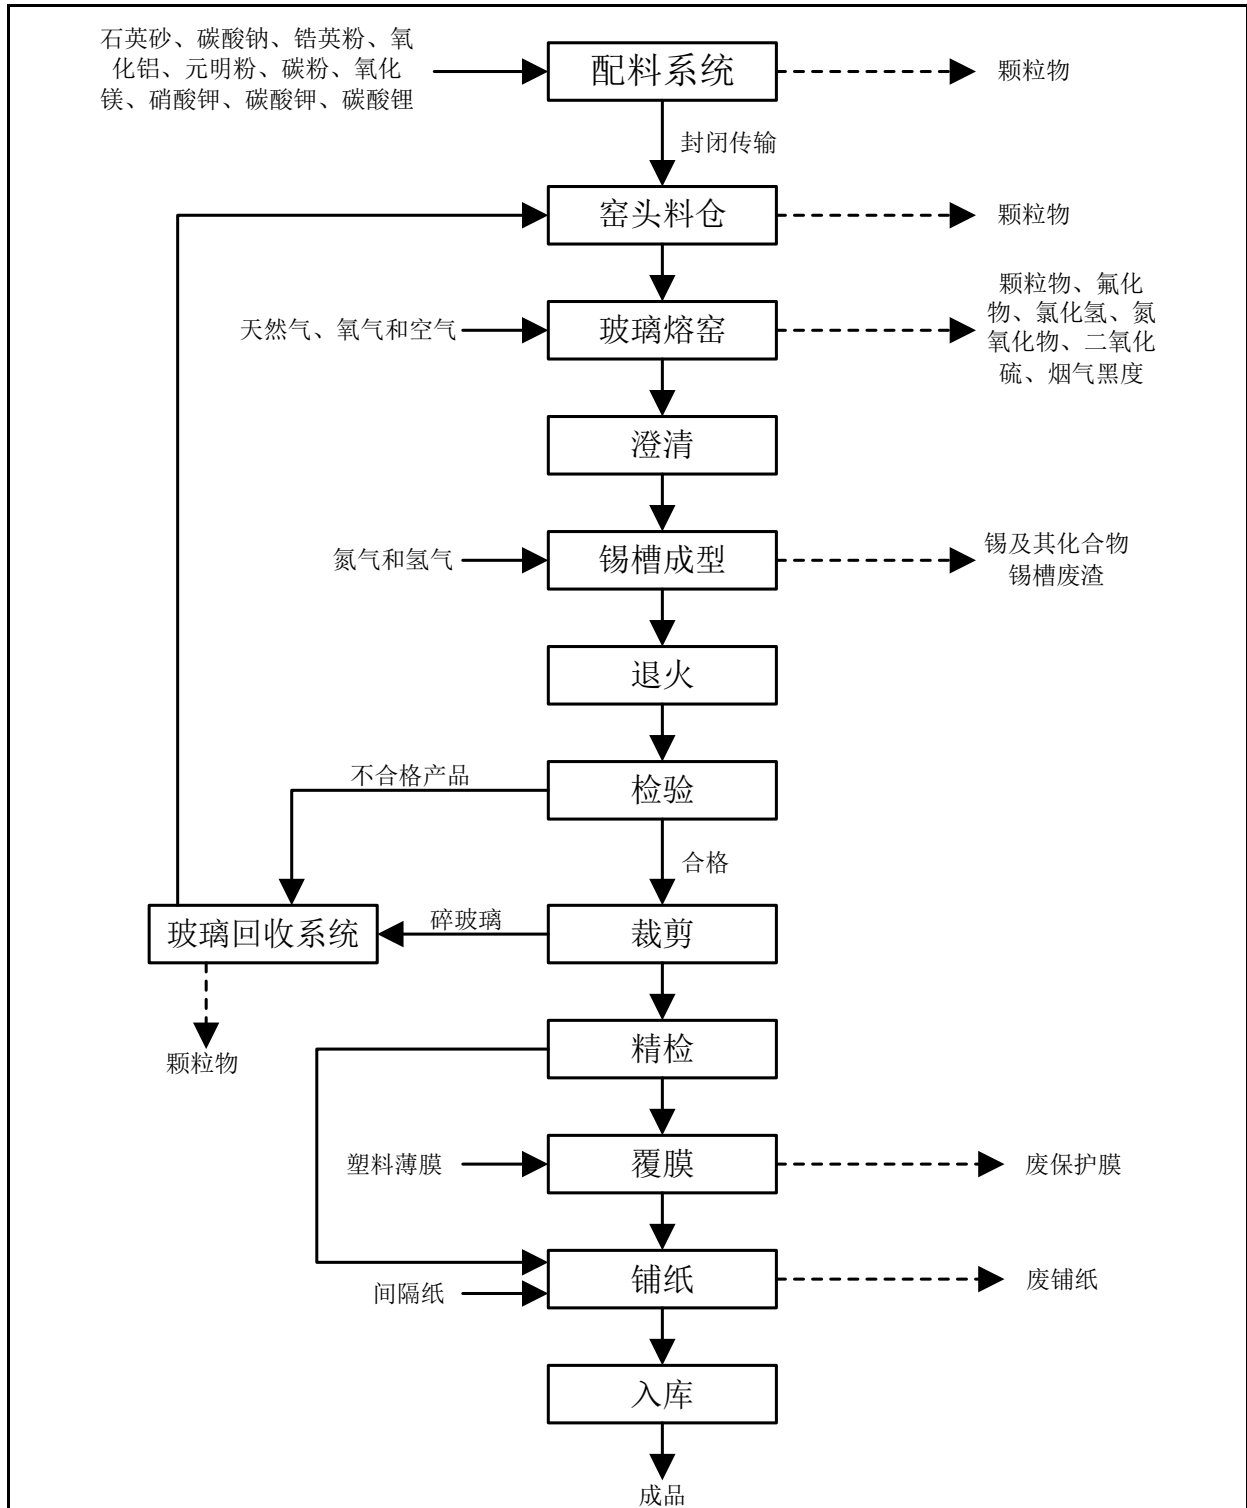 石英砂、碳酸钠、锆英粉、氧
化铝、元明粉、碳粉、氧化
镁、硝酸钾、碳酸钾、碳酸锂
配料系统
颗粒物
封闭传输
窑头料仓
颗粒物
天然气、氧气和空气
玻璃熔窑
颗粒物、氟化
物、氯化氢、氮
氧化物、二氧化
硫、烟气黑度
澄清
氮气和氢气
锡槽成型
锡及其化合物
锡槽废渣
退火
不合格产品
检验
合格
玻璃回收系统
碎玻璃
裁剪
颗粒物
精检
塑料薄膜
覆膜
废保护膜
间隔纸
铺纸
废铺纸
入库
成品